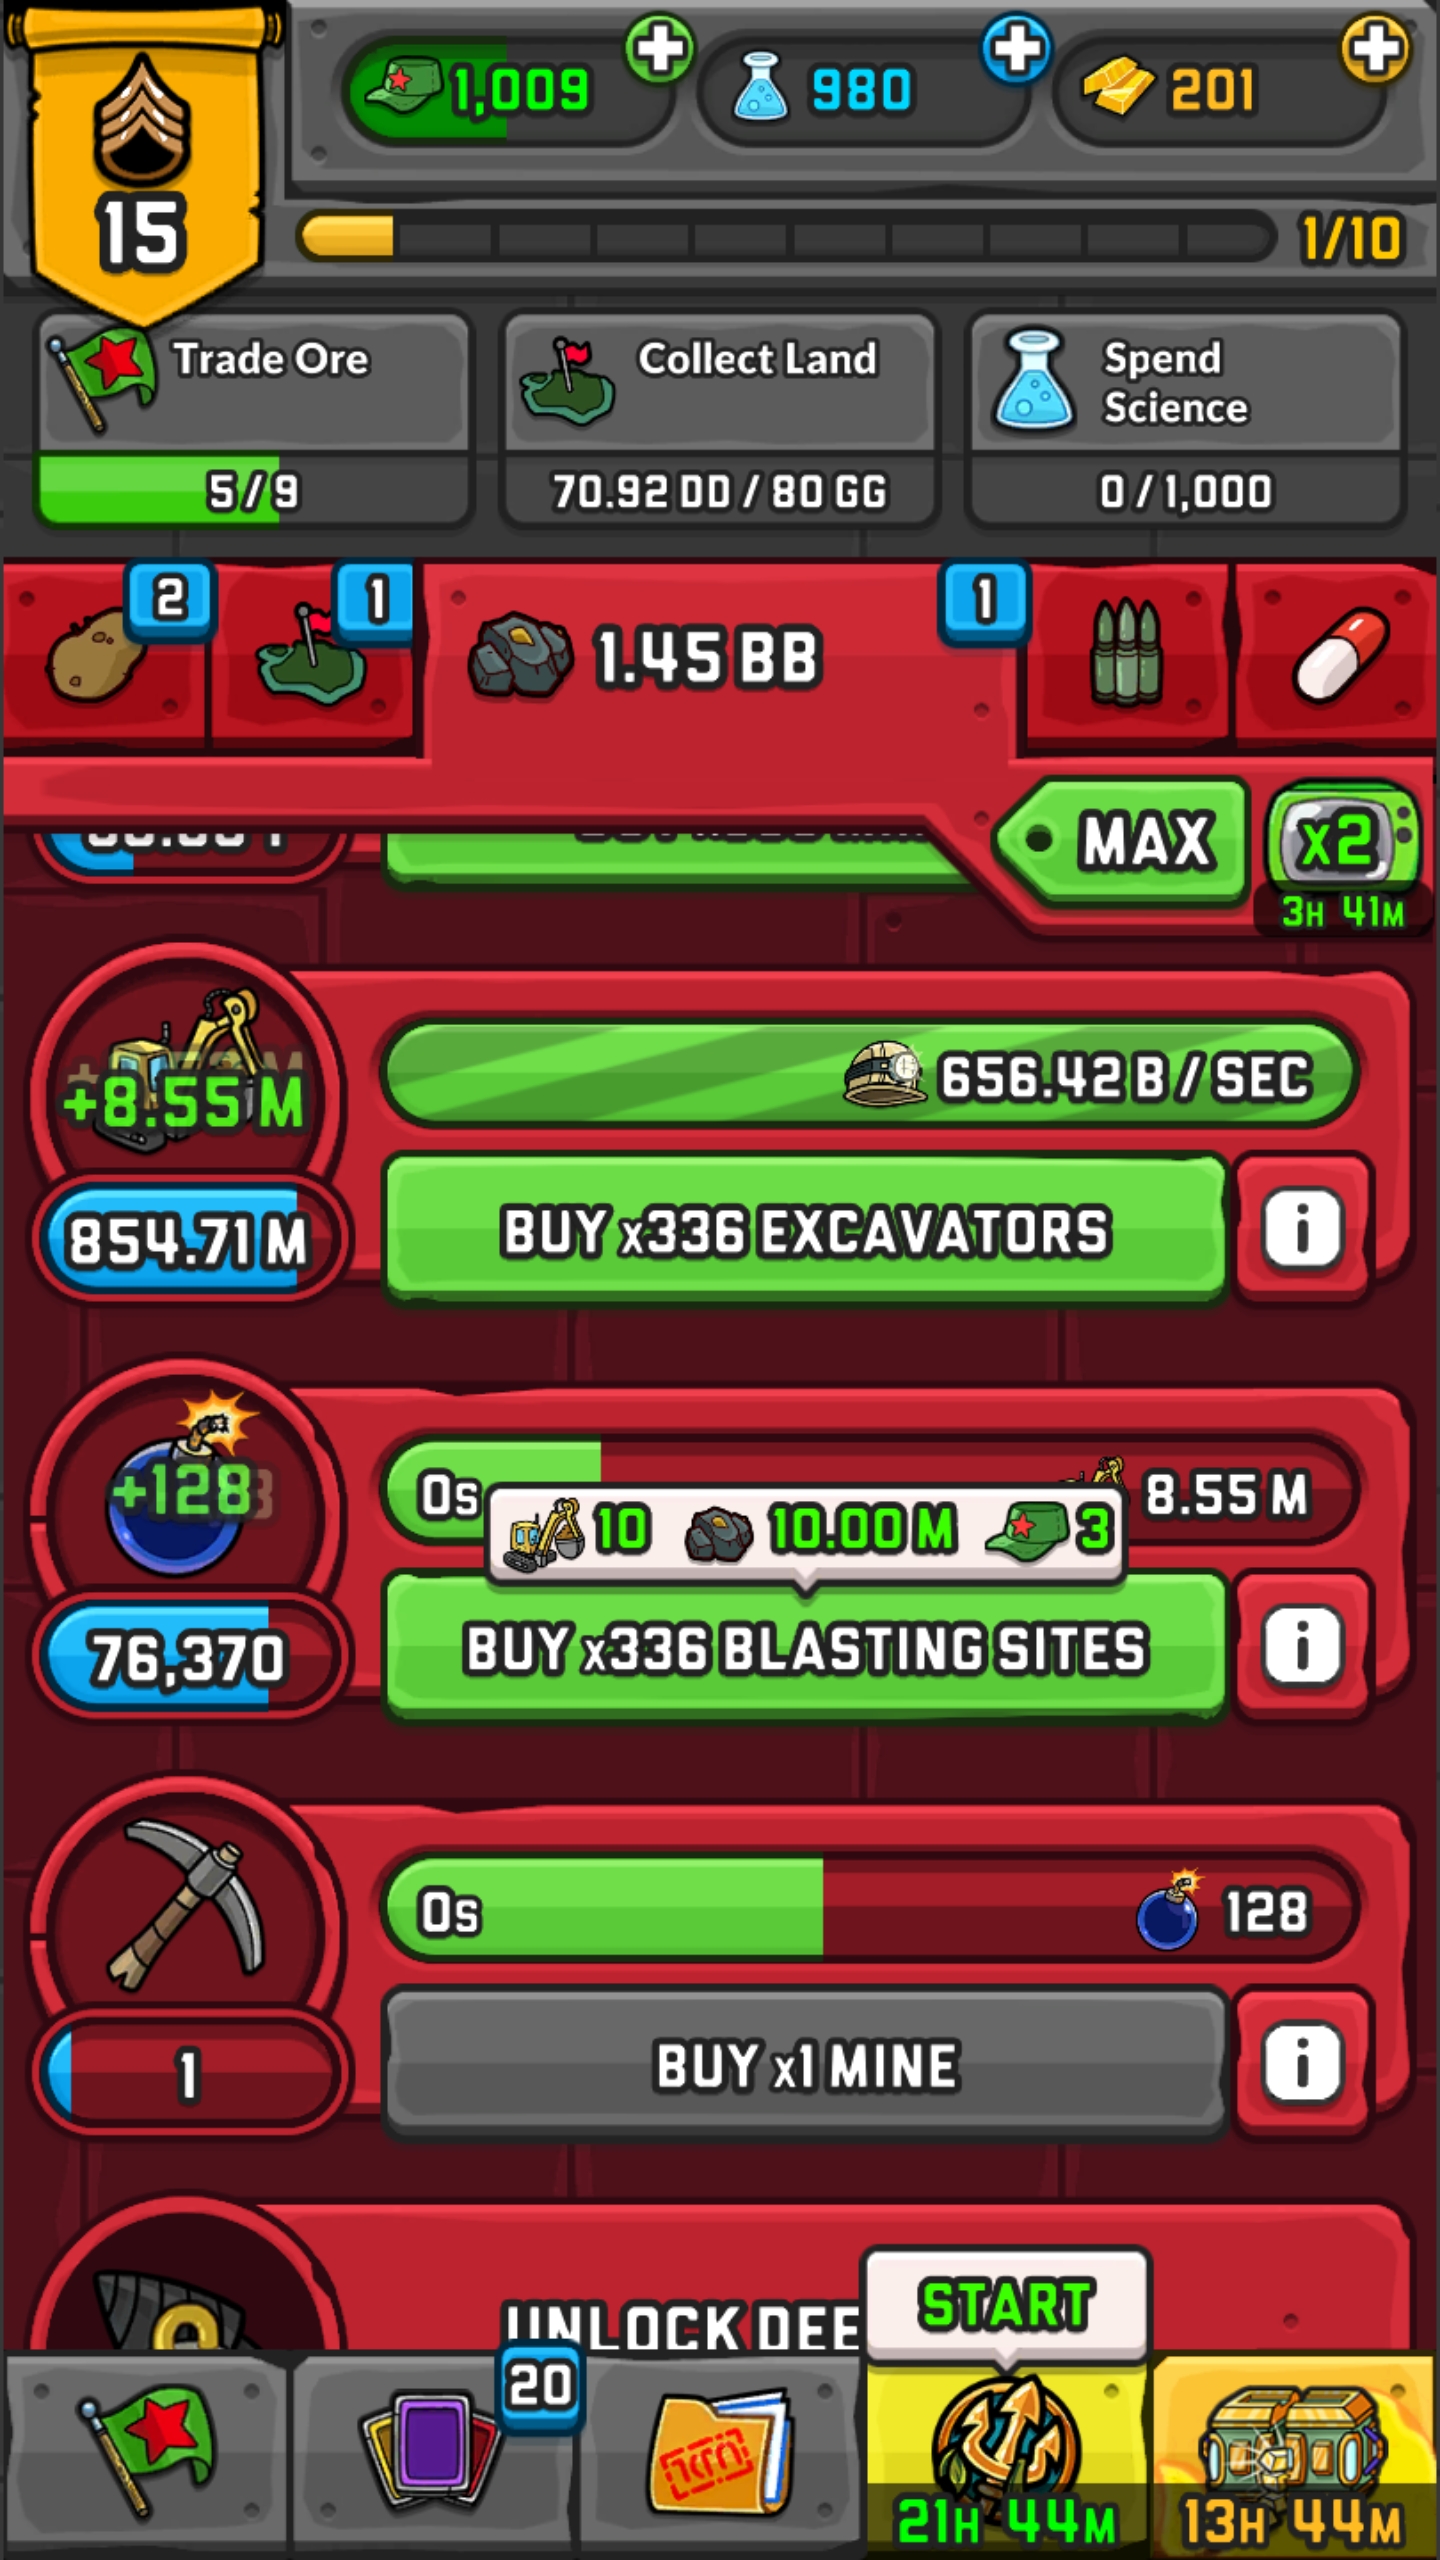 1,009
980
201
15
1/10
Trade Ore
Collect Land
Spend
Science
5/9
70.92 DD / 80 GG
0 / 1,000
2
1
1.45 BB
1
MAX
x2
3H 41M
+8.55 M
656.42 B / SEC
854.71 M
BUY x336 EXCAVATORS
+128
0s
8.55 M
10
10.00 M
3
76,370
BUY x336 BLASTING SITES
0s
128
1
BUY x1 MINE
UNLOCK DEE
START
20
21H 44M
13H 44M